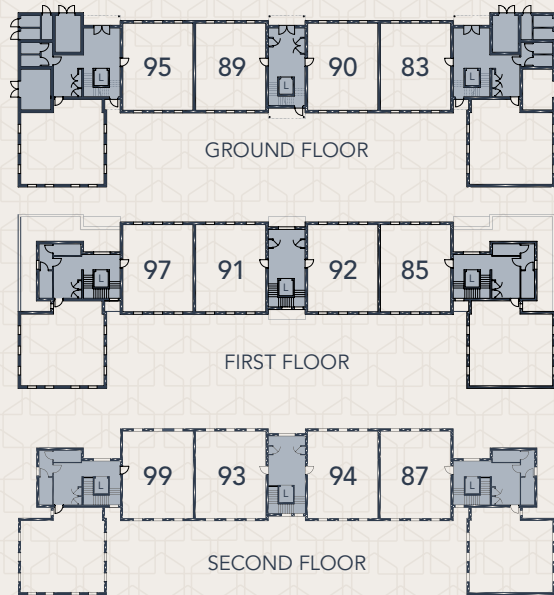 95 89 90 83
L L L
GROUND FLOOR
97 91 92 85
L L L
FIRST FLOOR
99 93 94 87
L L L
SECOND FLOOR